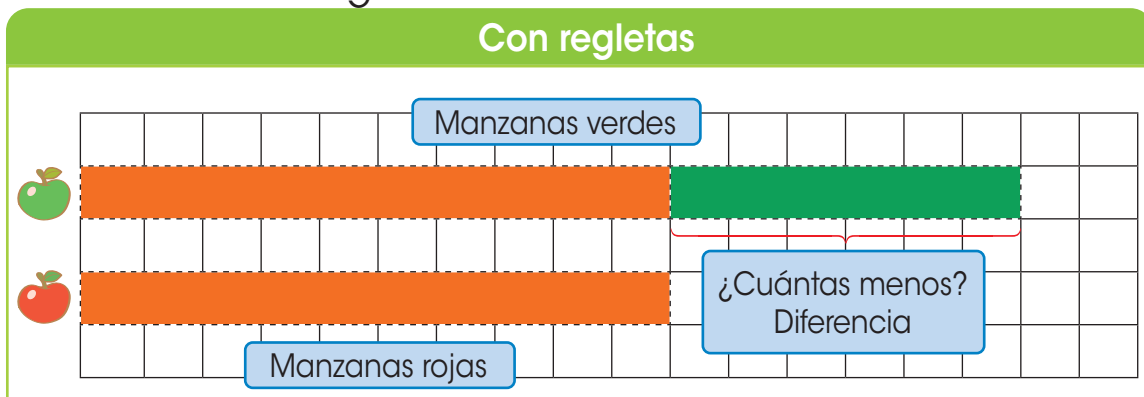 Con regletas
Manzanas verdes
¿Cuántas menos?
Diferencia
Manzanas rojas